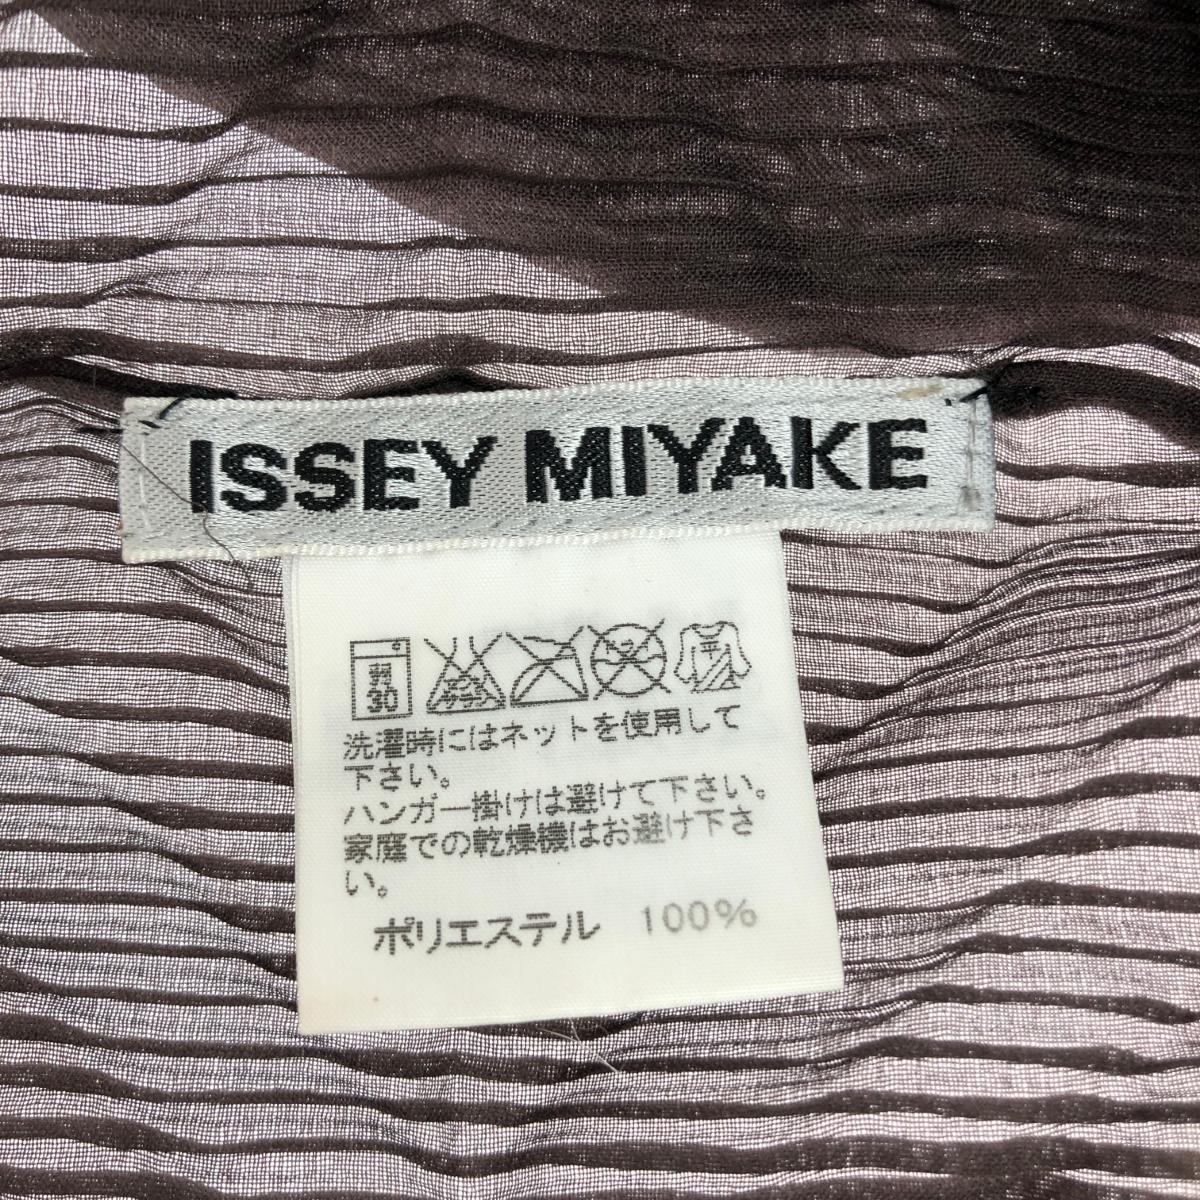 ISSEY MIYAKE
30
洗濯時にはネットを使用して
下さい。
ハンガー掛けは避けて下さい。
家庭での乾燥機はお避け下さ
い。
ポリエステル 100%